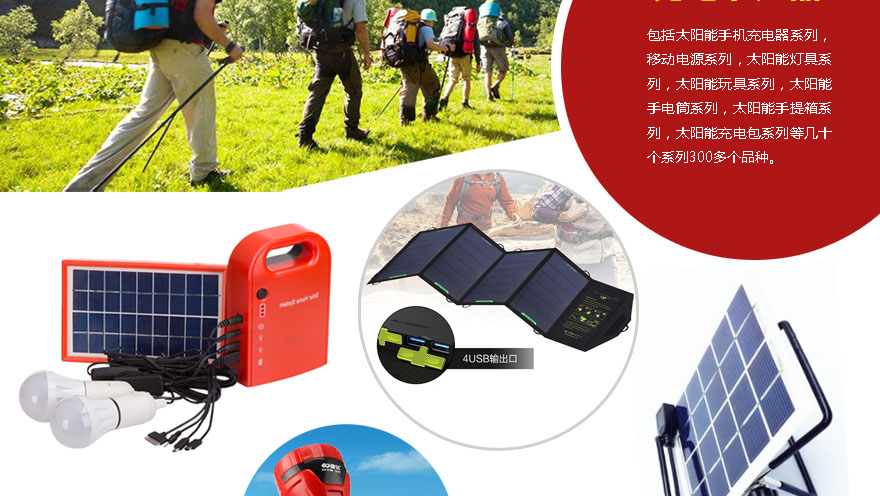 包括太阳能手机充电器系列，
移动电源系列，太阳能灯具系
列，太阳能玩具系列，太阳能
手电筒系列，太阳能手提箱系
列，太阳能充电包系列等几十
个系列300多个品种。
Solar Home System
4USB输出口